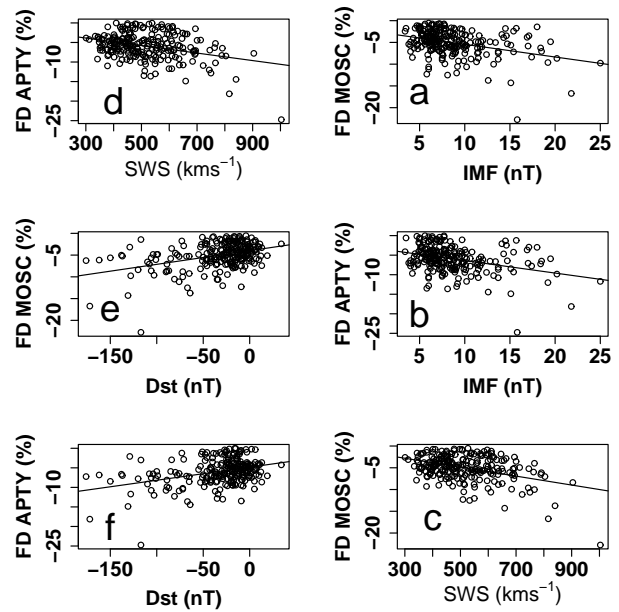 FD APTY (%)
−25
−10
d
300 500 700 900
SWS (kms⁻¹)
FD MOSC (%)
−20
−5
a
5 10 15 20 25
IMF (nT)
FD MOSC (%)
−20
−5
e
−150 −50 0
Dst (nT)
FD APTY (%)
−25
−10
b
5 10 15 20 25
IMF (nT)
FD APTY (%)
−25
−10
f
−150 −50 0
Dst (nT)
FD MOSC (%)
−20
−5
c
300 500 700 900
SWS (kms⁻¹)